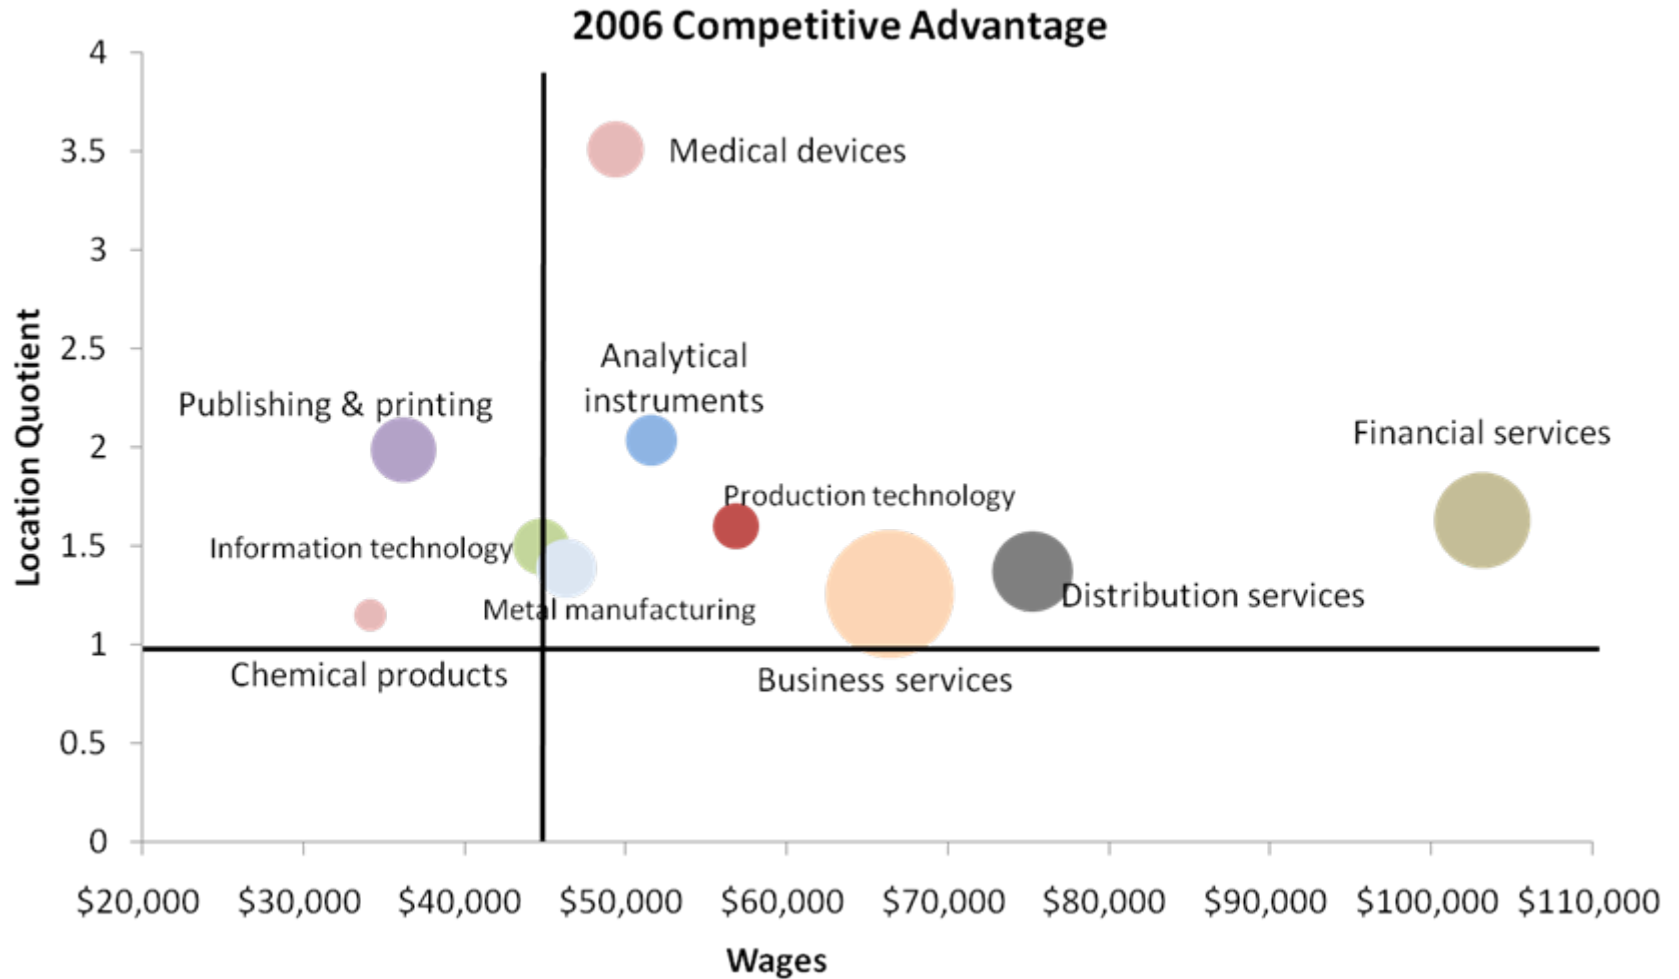 2006 Competitive Advantage
4
3.5
3
2.5
2
1.5
1
0.5
0
Location Quotient
Medical devices
Analytical
instruments
Publishing & printing
Financial services
Production technology
Information technology
Distribution services
Metal manufacturing
Chemical products
Business services
$20,000 $30,000 $40,000 $50,000 $60,000 $70,000 $80,000 $90,000 $100,000 $110,000
Wages